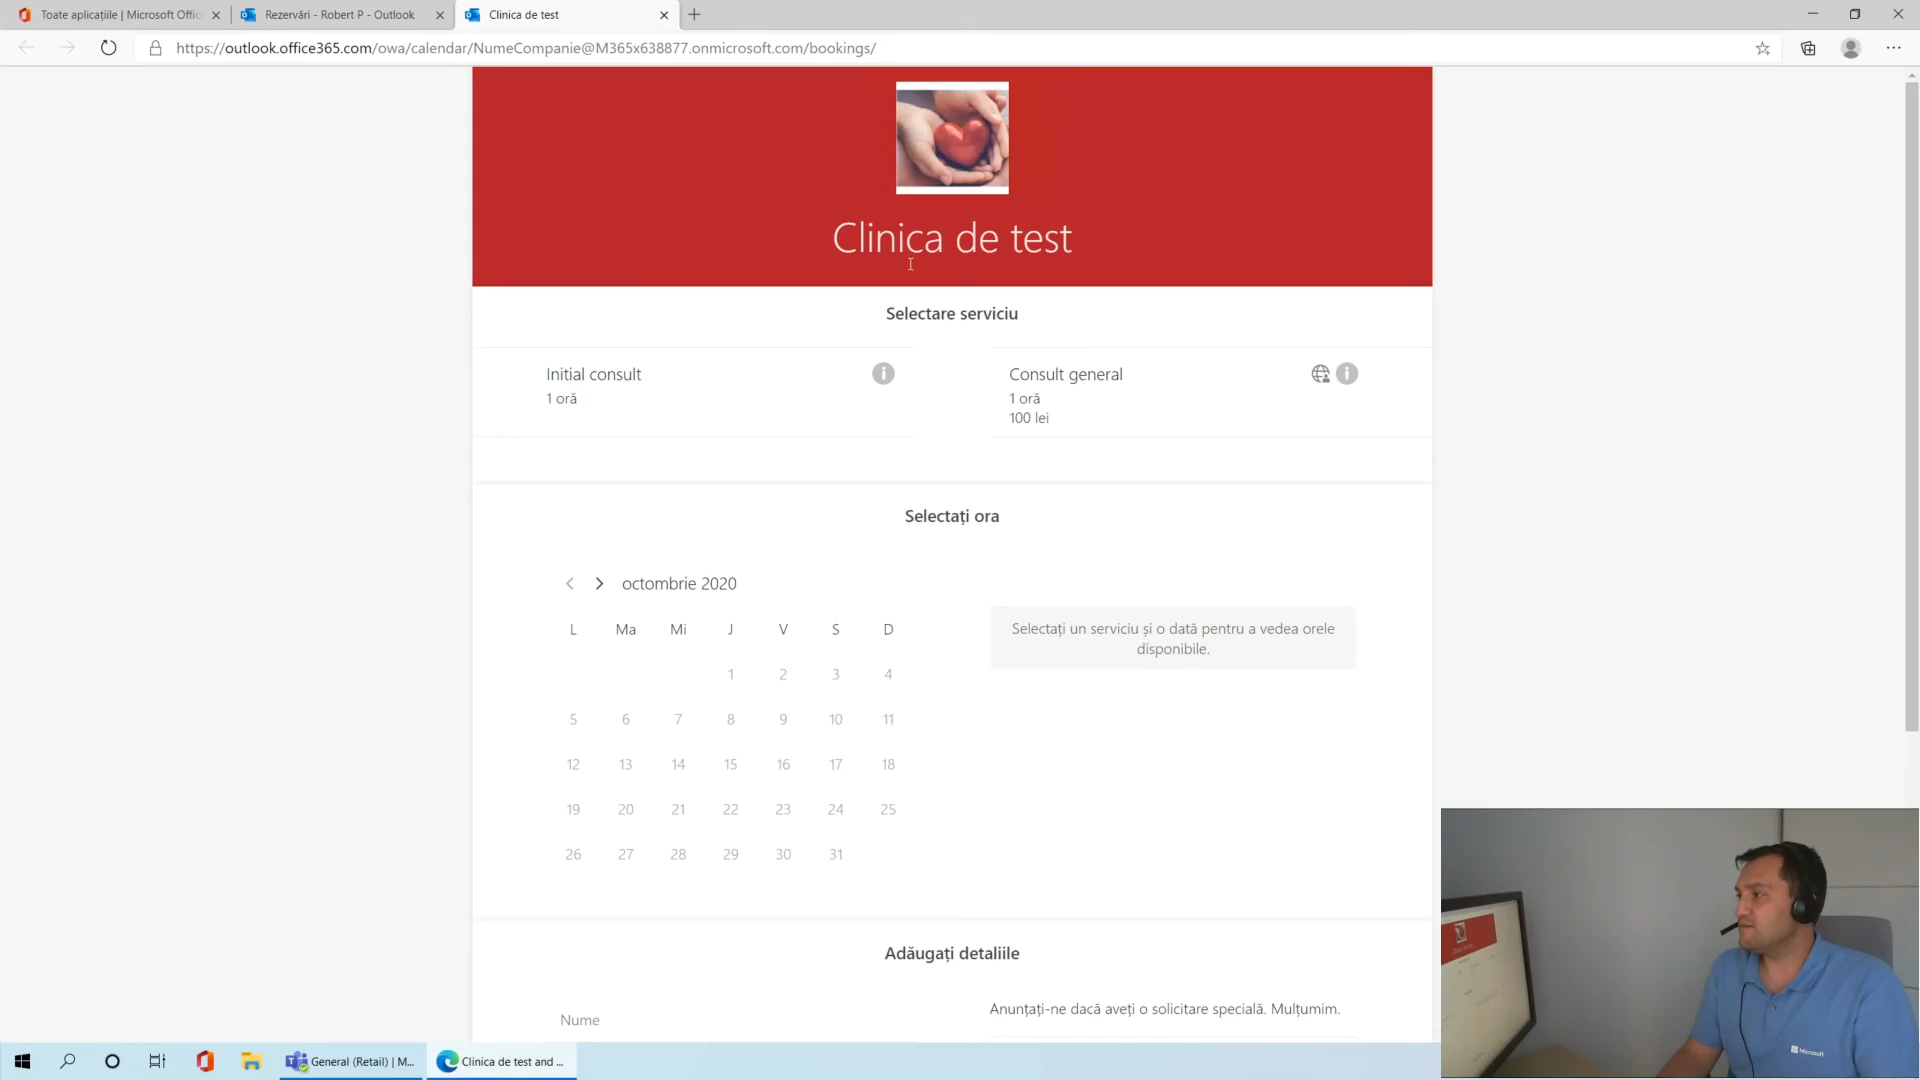 Toate aplicațiile | Microsoft Offic
Rezervări - Robert P - Outlook
Clinica de test
https://outlook.office365.com/owa/calendar/NumeCompanie@M365x638877.onmicrosoft.com/bookings/
Clinica de test
Selectare serviciu
Initial consult
1 oră
Consult general
1 oră
100 lei
Selectați ora
octombrie 2020
L Ma Mi J V S D
1 2 3 4
5 6 7 8 9 10 11
12 13 14 15 16 17 18
19 20 21 22 23 24 25
26 27 28 29 30 31
Selectați un serviciu și o dată pentru a vedea orele
disponibile.
Adăugați detaliile
Nume
Anunțați-ne dacă aveți o solicitare specială. Mulțumim.
Microsoft
General (Retail) | M...
Clinica de test and ...